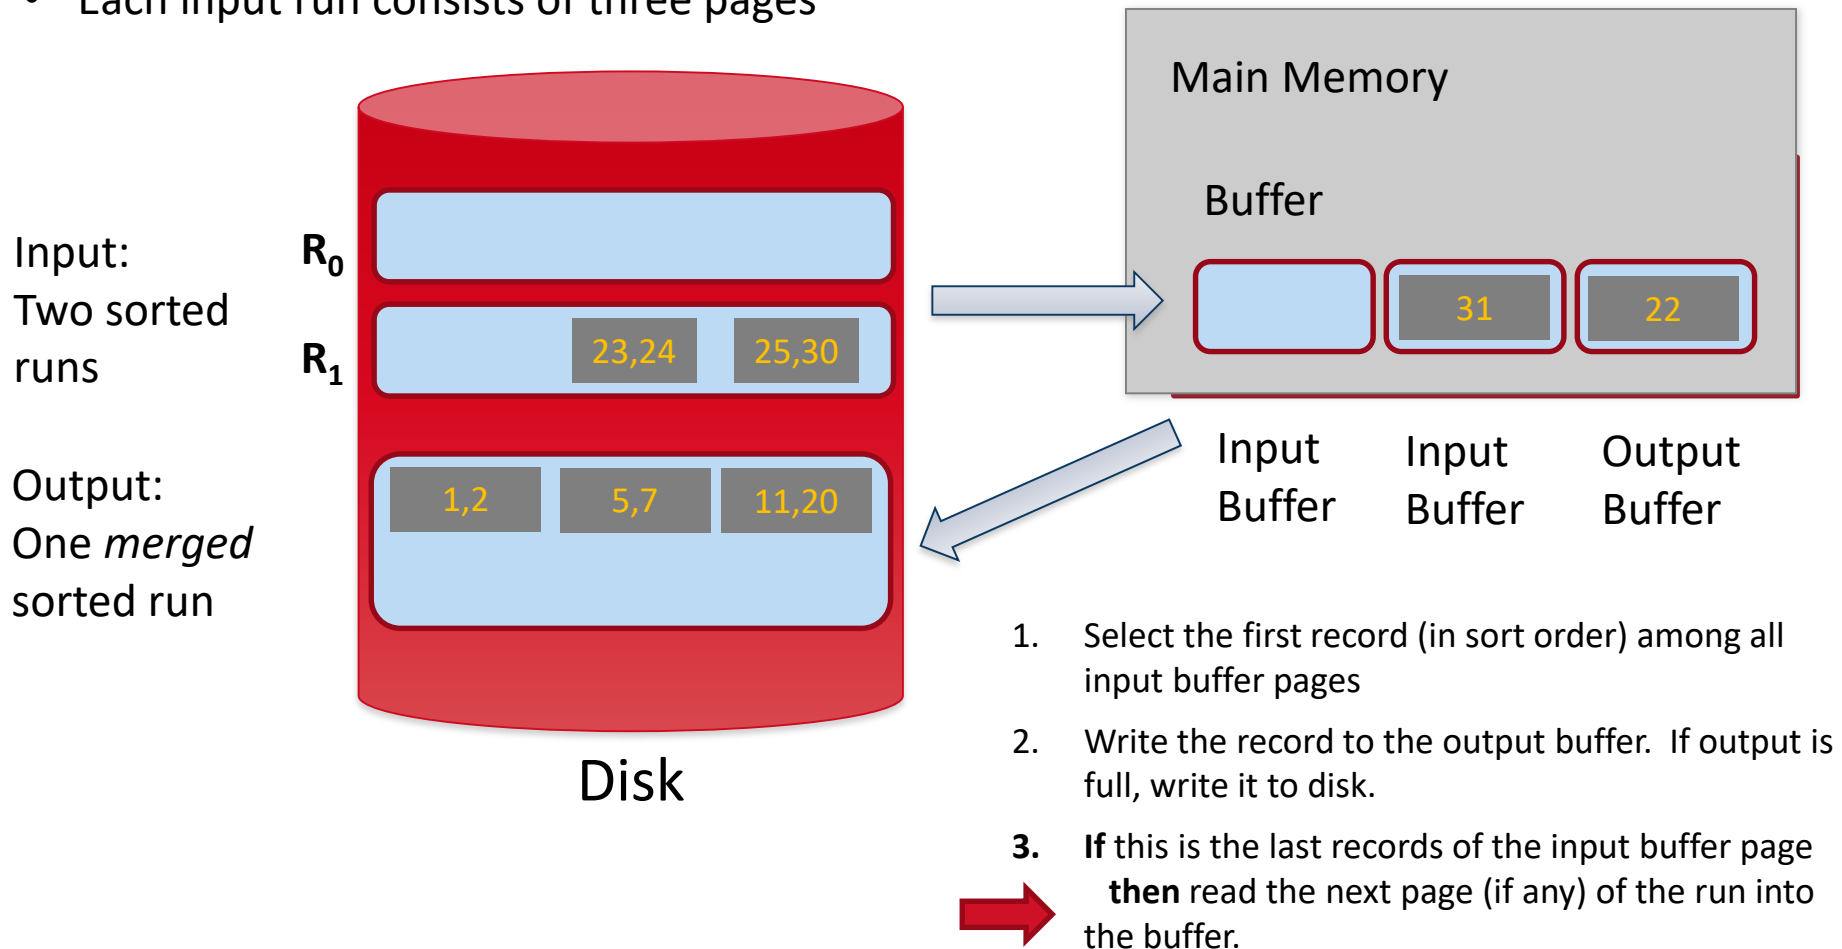 • Each input run consists of three pages
Main Memory
Buffer
Input:
Two sorted
runs
R0
R1
23,24
25,30
31
22
Input
Buffer
Input
Buffer
Output
Buffer
Output:
One merged
sorted run
1,2
5,7
11,20
Disk
1. Select the first record (in sort order) among all
input buffer pages
2. Write the record to the output buffer. If output is
full, write it to disk.
3. If this is the last records of the input buffer page
then read the next page (if any) of the run into
the buffer.